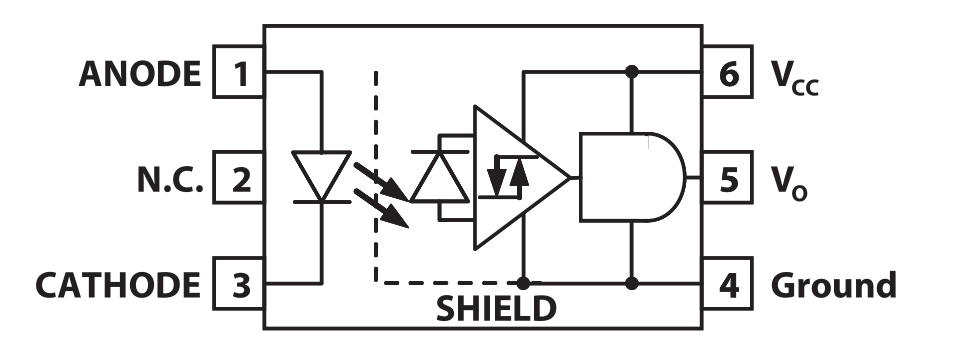 ANODE 1
N.C. 2
CATHODE 3
6 VCC
5 VO
4 Ground
SHIELD